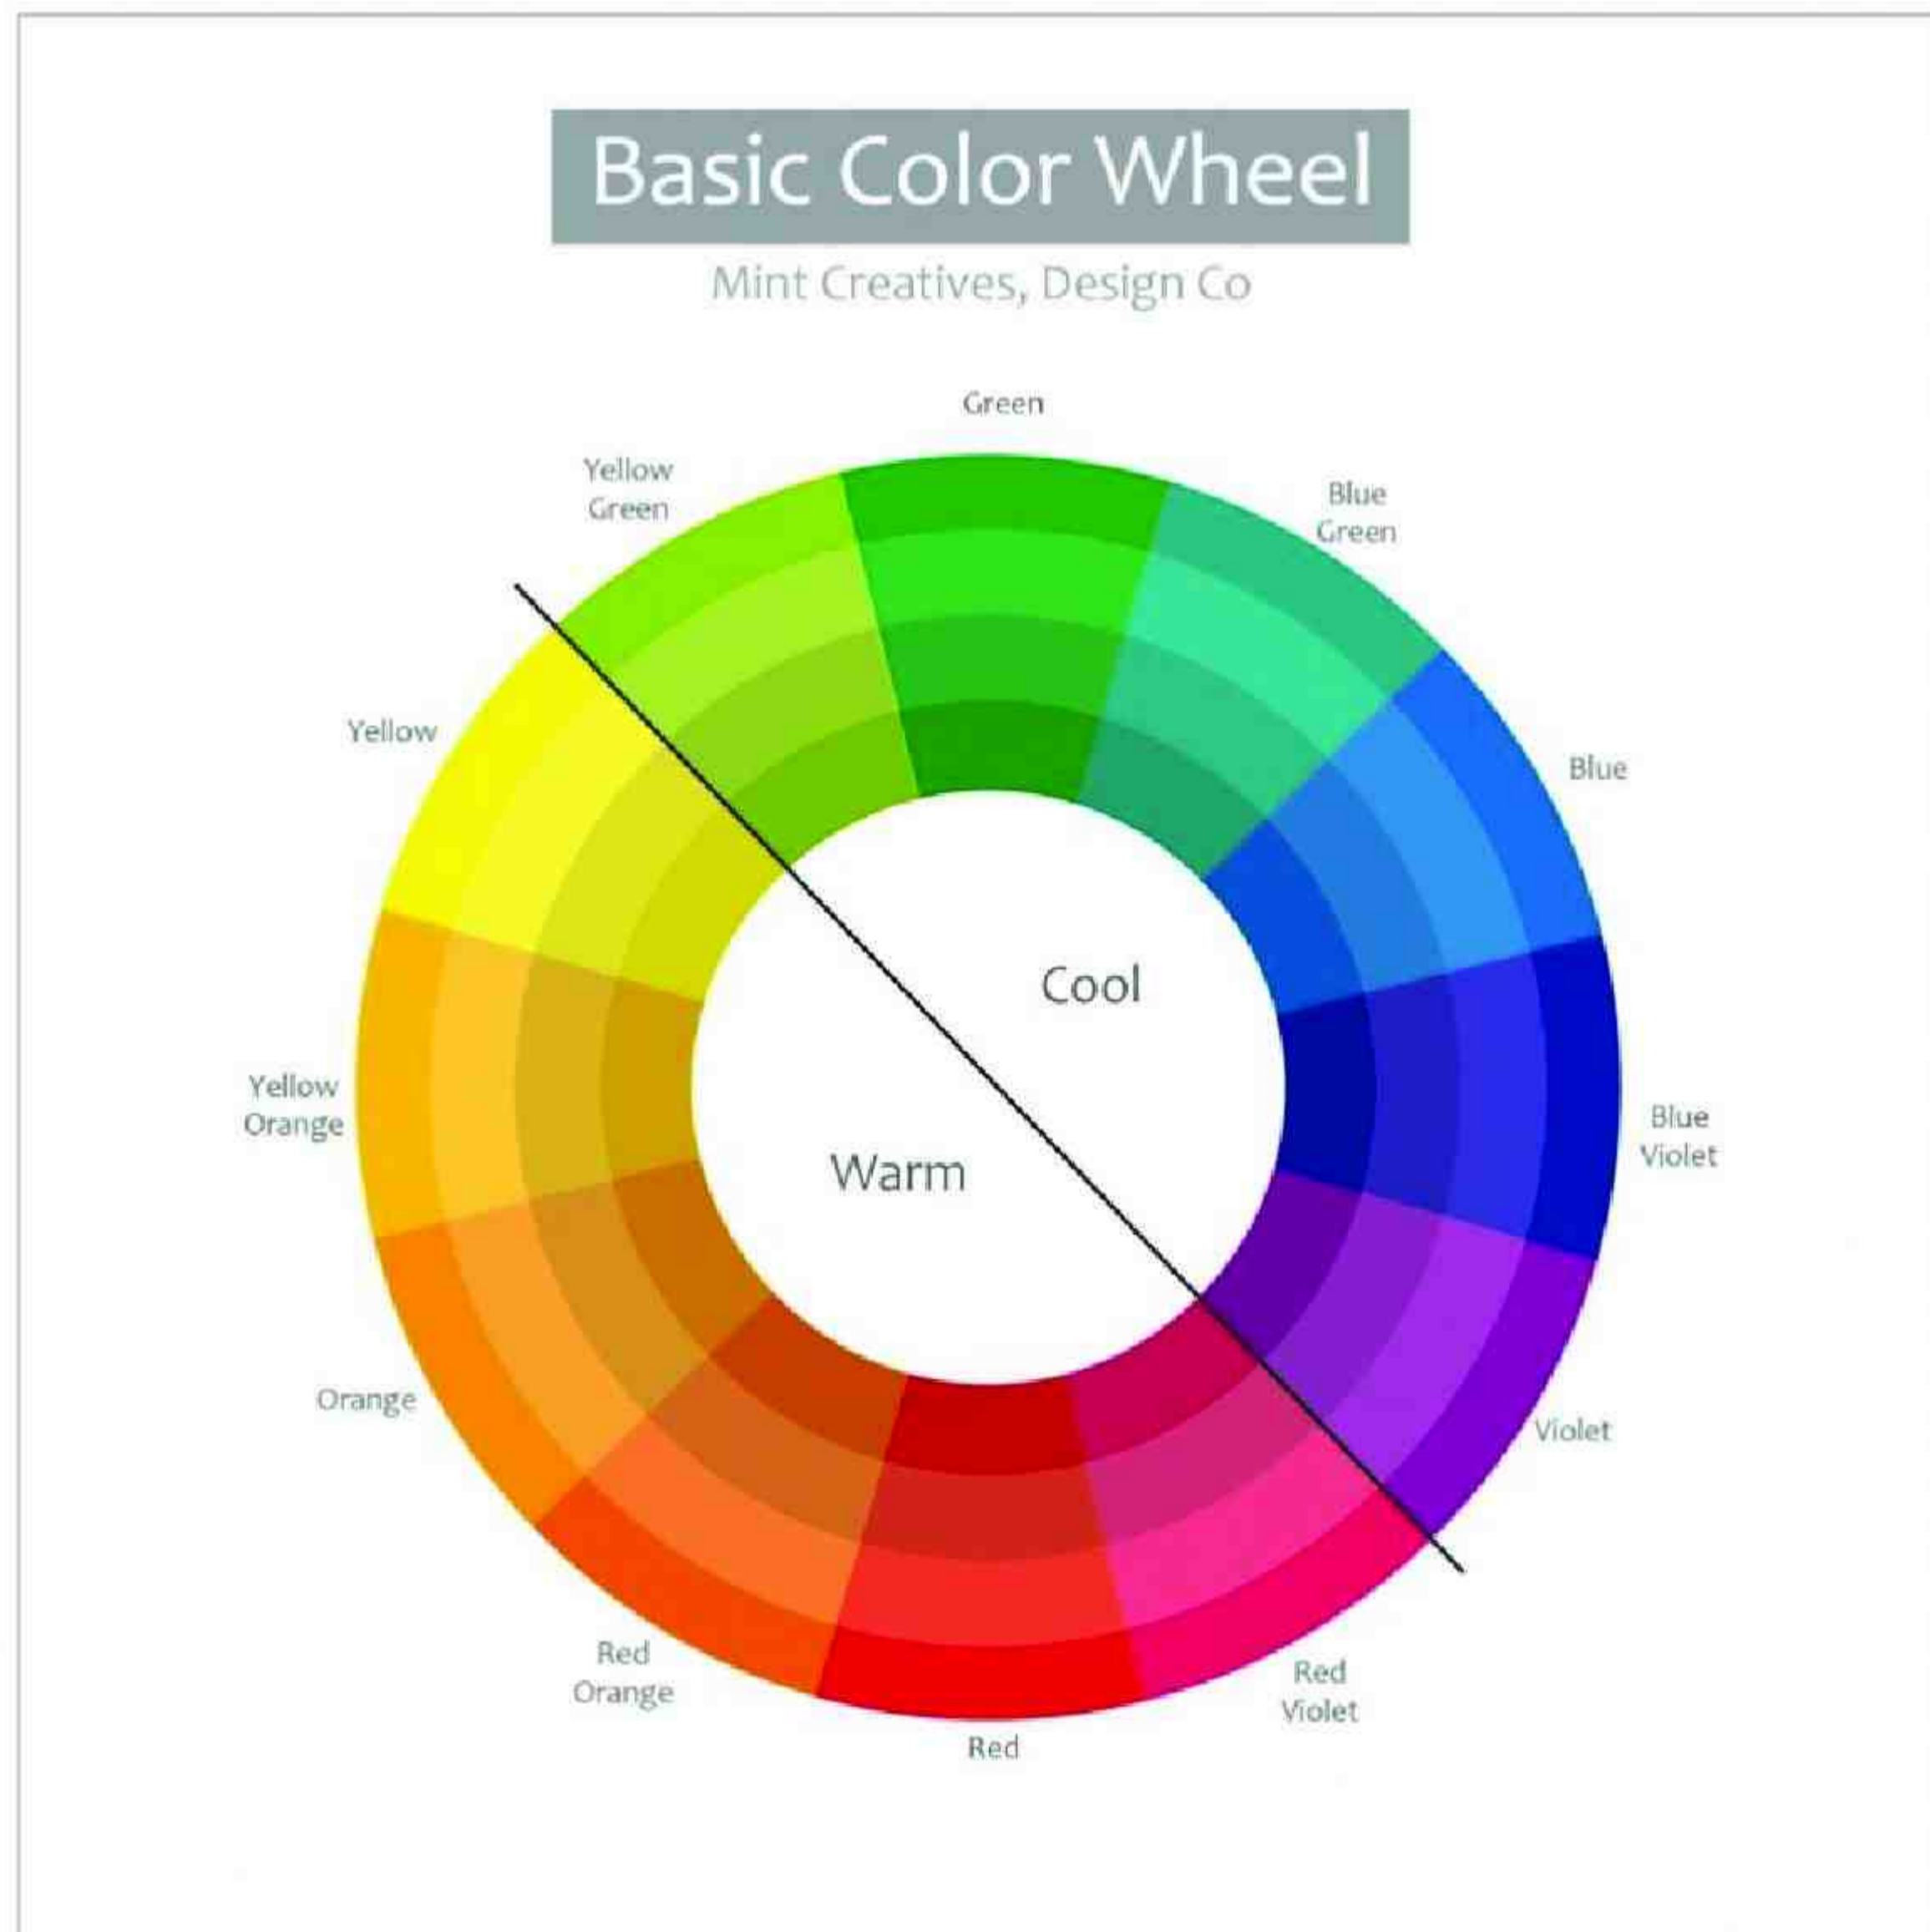 Basic Color Wheel
Mint Creatives, Design Co
Green
Yellow
Green
Blue
Green
Yellow
Blue
Cool
Yellow
Orange
Blue
Violet
Warm
Orange
Violet
Red
Orange
Red
Violet
Red